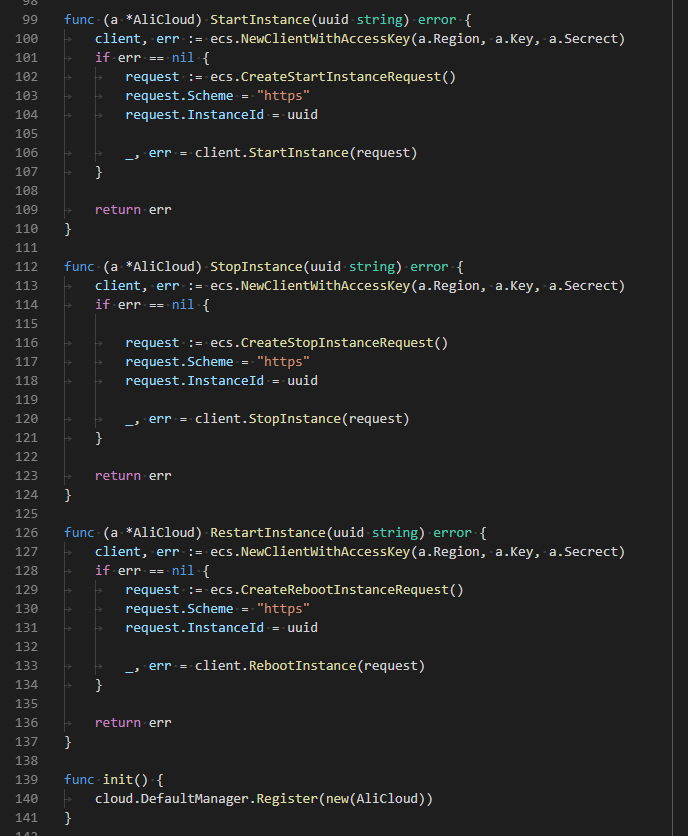 98
99 func (a *AliCloud) StartInstance(uuid string) error {
100 client, err := ecs.NewClientWithAccessKey(a.Region, a.Key, a.Secrect)
101 if err == nil {
102 request := ecs.CreateStartInstanceRequest()
103 request.Scheme = "https"
104 request.InstanceId = uuid
105
106 _, err = client.StartInstance(request)
107 }
108
109 return err
110 }
111
112 func (a *AliCloud) StopInstance(uuid string) error {
113 client, err := ecs.NewClientWithAccessKey(a.Region, a.Key, a.Secrect)
114 if err == nil {
115
116 request := ecs.CreateStopInstanceRequest()
117 request.Scheme = "https"
118 request.InstanceId = uuid
119
120 _, err = client.StopInstance(request)
121 }
122
123 return err
124 }
125
126 func (a *AliCloud) RestartInstance(uuid string) error {
127 client, err := ecs.NewClientWithAccessKey(a.Region, a.Key, a.Secrect)
128 if err == nil {
129 request := ecs.CreateRebootInstanceRequest()
130 request.Scheme = "https"
131 request.InstanceId = uuid
132
133 _, err = client.RebootInstance(request)
134 }
135
136 return err
137 }
138
139 func init() {
140 cloud.DefaultManager.Register(new(AliCloud))
141 }
142